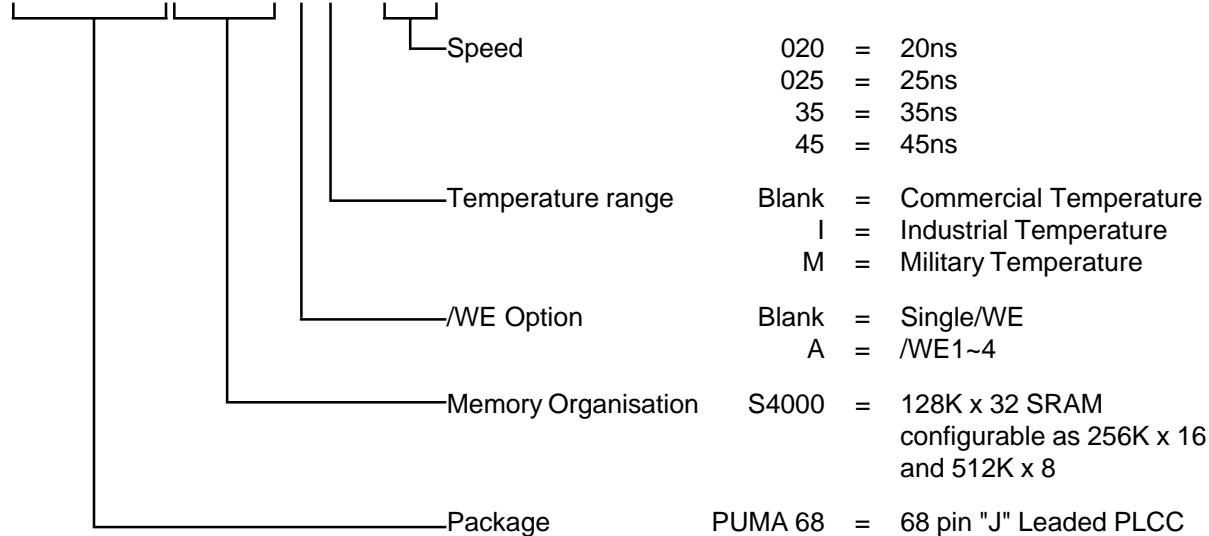 Speed 020 = 20ns
025 = 25ns
35 = 35ns
45 = 45ns
Temperature range Blank = Commercial Temperature
I = Industrial Temperature
M = Military Temperature
/WE Option Blank = Single/WE
A = /WE1~4
Memory Organisation S4000 = 128K x 32 SRAM
configurable as 256K x 16
and 512K x 8
Package PUMA 68 = 68 pin "J" Leaded PLCC